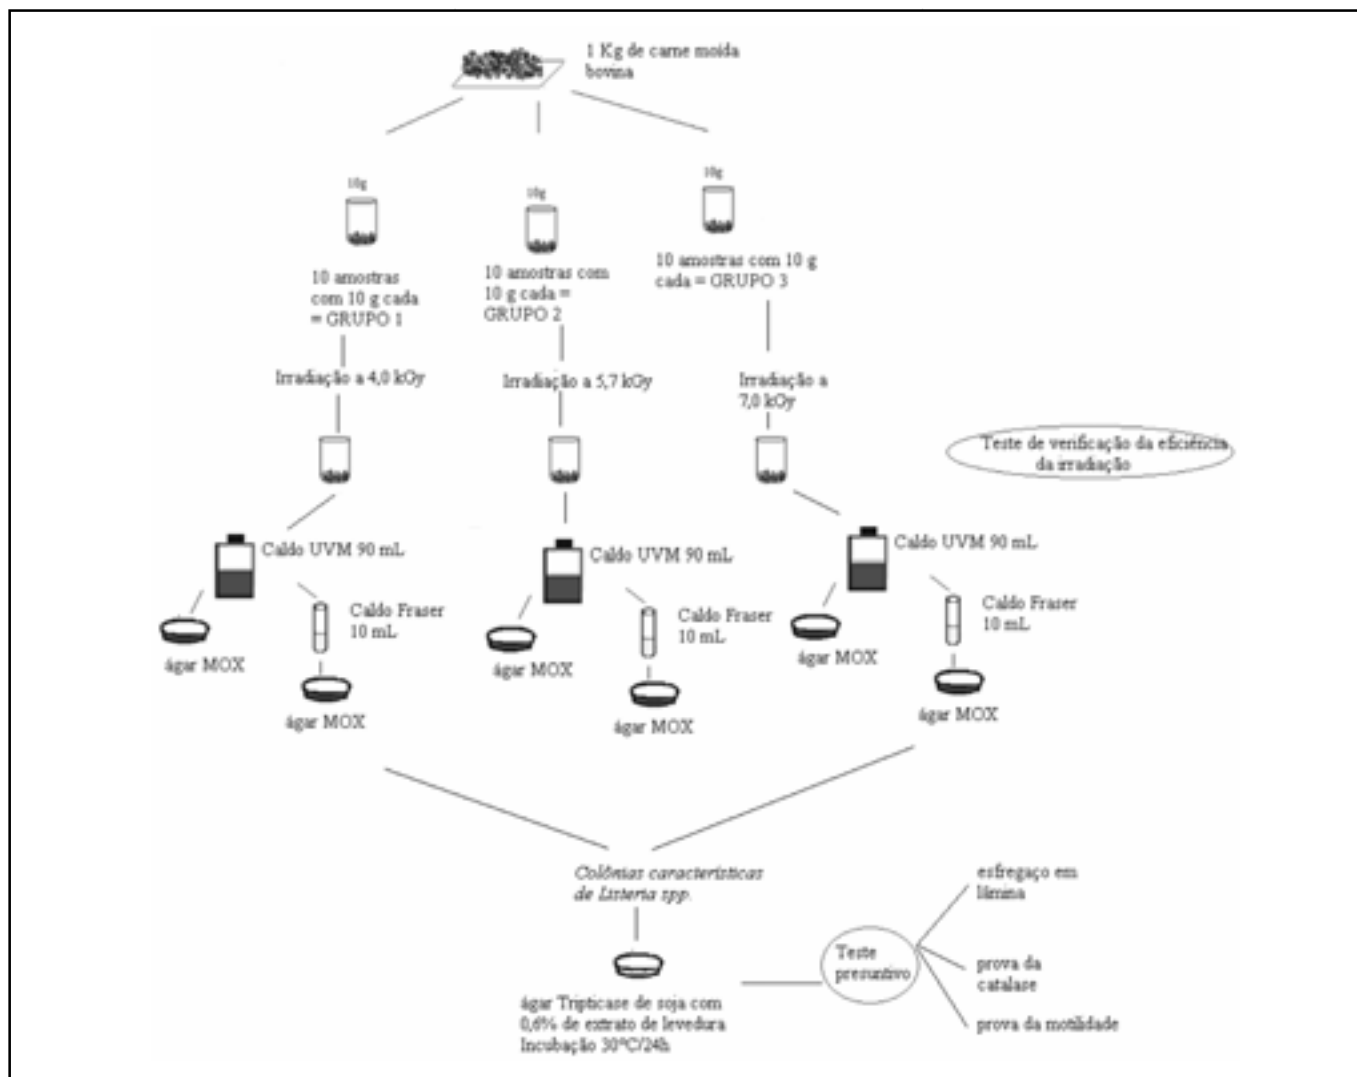 1 Kg de carne moída
bovina
10g
10g
10g
10 amostras
com 10 g cada
= GRUPO 1
10 amostras com
10 g cada =
GRUPO 2
10 amostras com 10 g
cada = GRUPO 3
Irradiação a 4,0 kGy
Irradiação a 5,7 kGy
Irradiação a
7,0 kGy
Teste de verificação da eficiência
da irradiação
Caldo UVM 90 mL
Caldo UVM 90 mL
Caldo UVM 90 mL
Caldo Fraser
10 mL
Caldo Fraser
10 mL
Caldo Fraser
10 mL
ágar MOX
ágar MOX
ágar MOX
ágar MOX
ágar MOX
ágar MOX
Colônias características
de Listeria spp.
ágar Tripticase de soja com
0,6% de extrato de levedura
Incubação 30ºC/24h
Teste
presuntivo
esfregaço em
lâmina
prova da
catalase
prova da motilidade